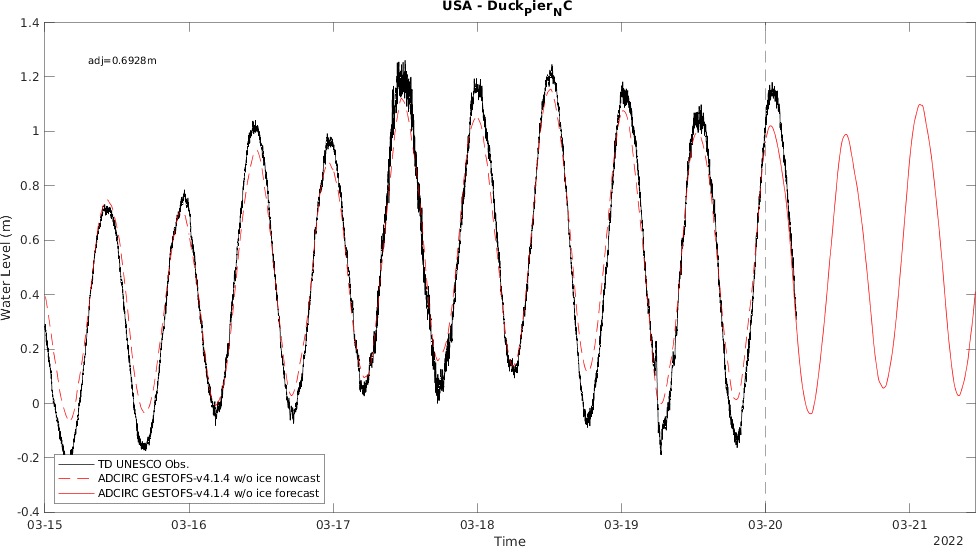 USA - Duck_Pier_NC
adj=0.6928m
1.4
1.2
1
0.8
0.6
0.4
0.2
0
-0.2
-0.4
Water Level (m)
TD UNESCO Obs.
ADCIRC GESTOFS-v4.1.4 w/o ice nowcast
ADCIRC GESTOFS-v4.1.4 w/o ice forecast
03-15 03-16 03-17 03-18 03-19 03-20 03-21
Time
2022